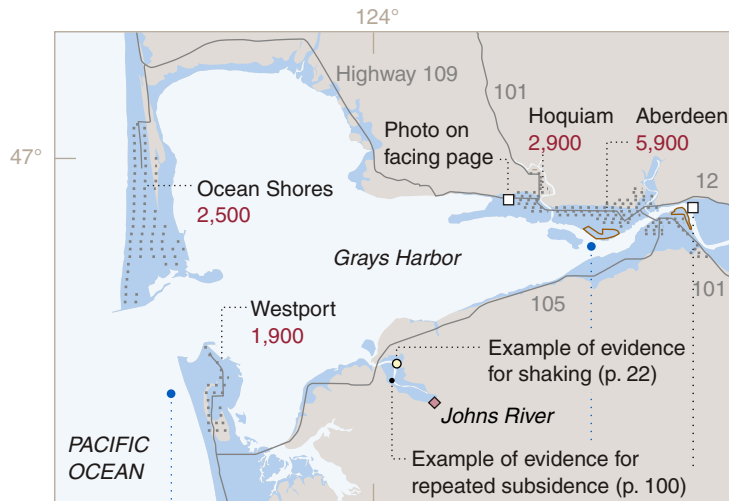 124°
Highway 109
101
Hoquiam
2,900
Aberdeen
5,900
Photo on
facing page
47°
12
Ocean Shores
2,500
Grays Harbor
101
105
Westport
1,900
Example of evidence
for shaking (p. 22)
Johns River
PACIFIC
OCEAN
Example of evidence for
repeated subsidence (p. 100)